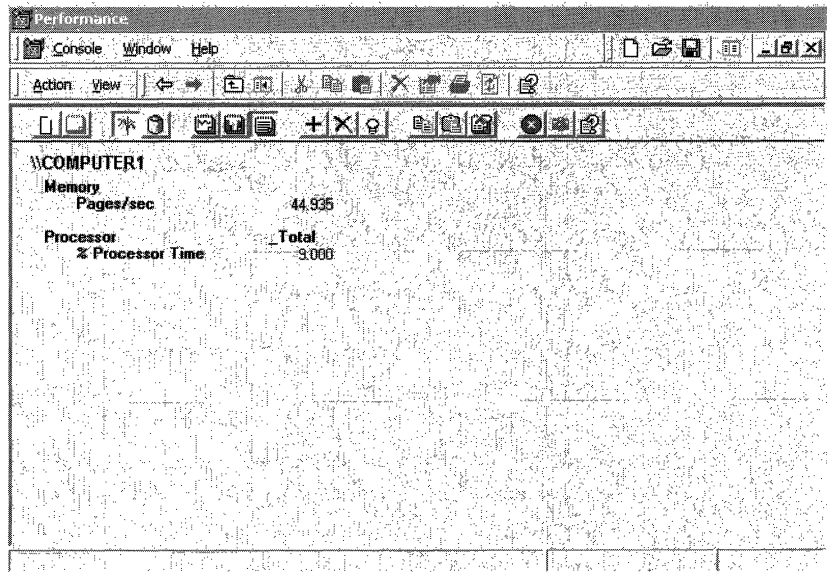 Performance
Console Window Help
Action View
\\COMPUTER1
Memory
Pages/sec 44.935
Processor _Total
% Processor Time 9.000